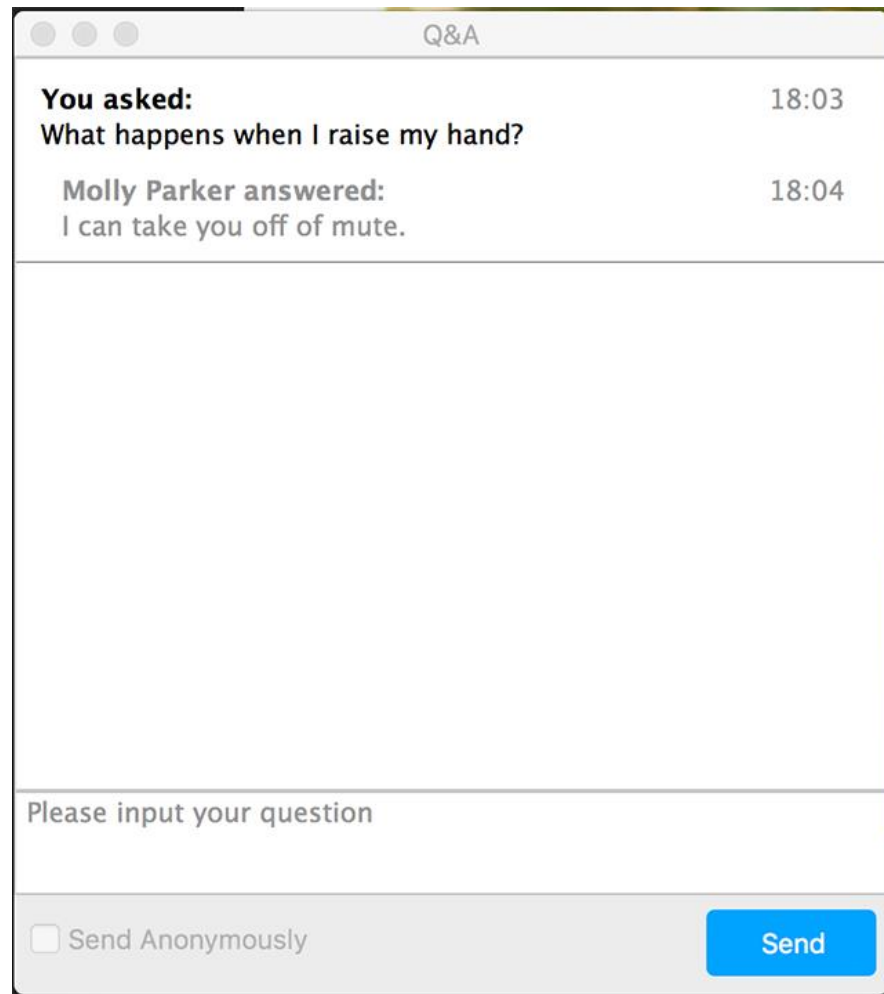 Q&A
You asked: 18:03
What happens when I raise my hand?
Molly Parker answered: 18:04
I can take you off of mute.
Please input your question
Send Anonymously
Send